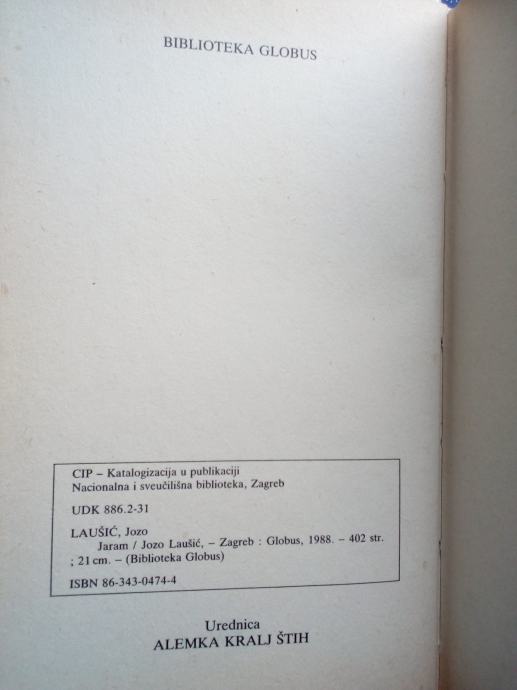 BIBLIOTEKA GLOBUS
CIP – Katalogizacija u publikaciji
Nacionalna i sveučilišna biblioteka, Zagreb
UDK 886.2-31
LAUŠIĆ, Jozo
Jaram / Jozo Laušić, – Zagreb : Globus, 1988. – 402 str.
; 21 cm. – (Biblioteka Globus)
ISBN 86-343-0474-4
Urednica
ALEMKA KRALJ ŠTIH